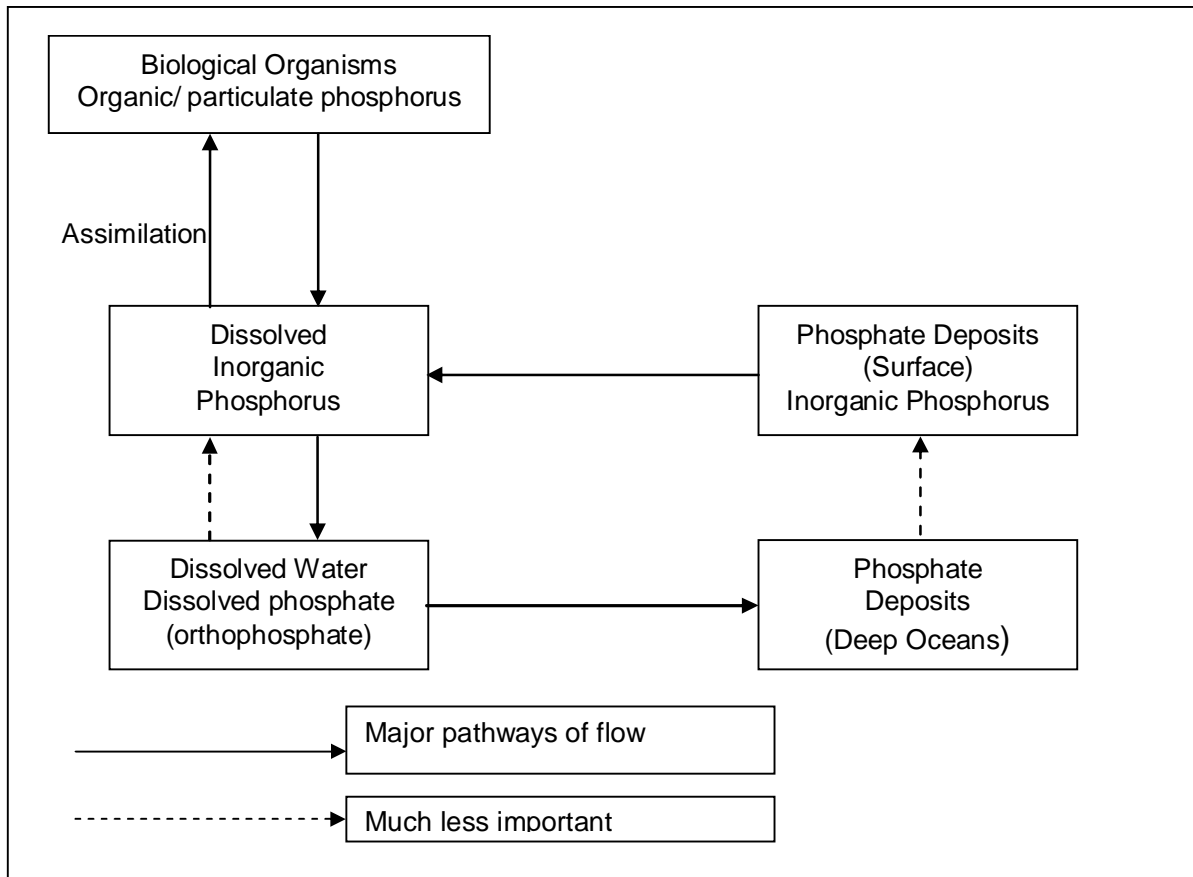 Biological Organisms
Organic/ particulate phosphorus
Assimilation
Dissolved
Inorganic
Phosphorus
Phosphate Deposits
(Surface)
Inorganic Phosphorus
Dissolved Water
Dissolved phosphate
(orthophosphate)
Phosphate
Deposits
(Deep Oceans)
Major pathways of flow
Much less important